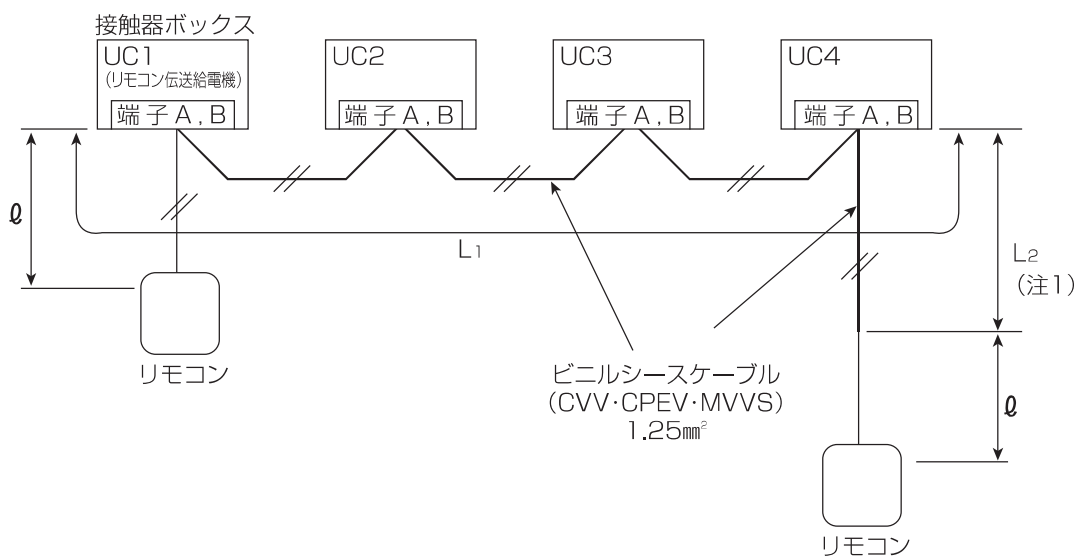 接触器ボックス
UC1
(リモコン伝送給電機)
端子A,B
UC2
端子A,B
UC3
端子A,B
UC4
端子A,B
ℓ
L1
L2
(注1)
リモコン
ビニルシースケーブル
(CVV・CPEV・MVVS)
1.25mm²
ℓ
リモコン